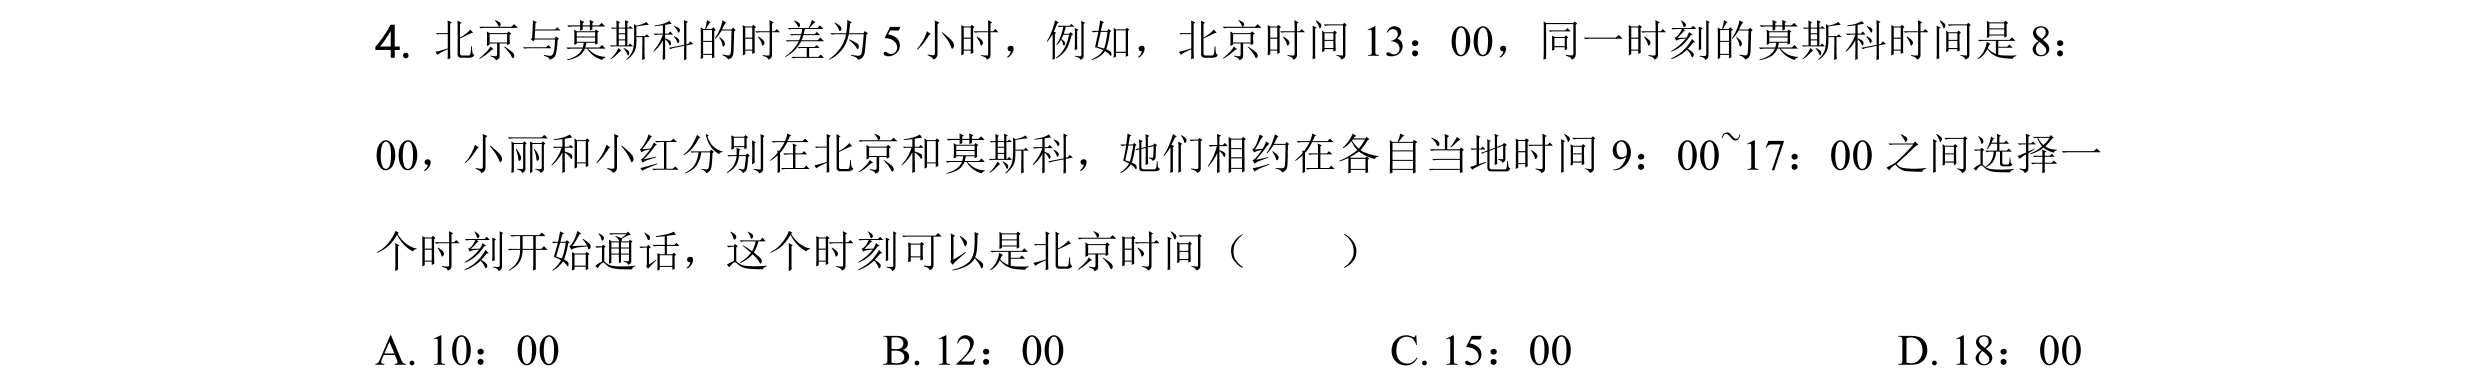 4. 北京与莫斯科的时差为 5 小时，例如，北京时间 13：00，同一时刻的莫斯科时间是 8：
00，小丽和小红分别在北京和莫斯科，她们相约在各自当地时间 9：00~17：00 之间选择一
个时刻开始通话，这个时刻可以是北京时间（　　）
A. 10：00 B. 12：00 C. 15：00 D. 18：00